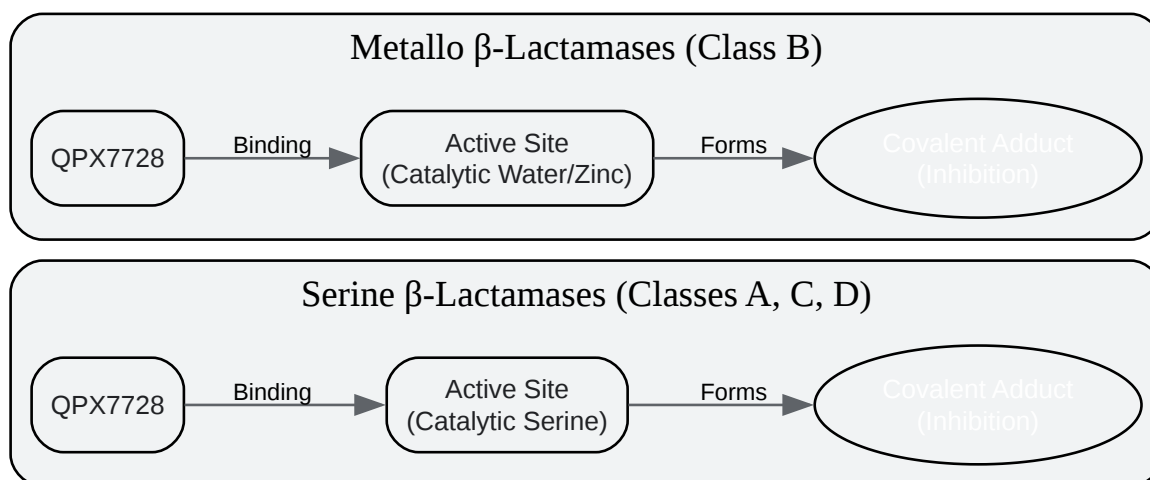 Metallo β-Lactamases (Class B)
QPX7728
Binding
Active Site
(Catalytic Water/Zinc)
Forms
Covalent Adduct
(Inhibition)
Serine β-Lactamases (Classes A, C, D)
QPX7728
Binding
Active Site
(Catalytic Serine)
Forms
Covalent Adduct
(Inhibition)